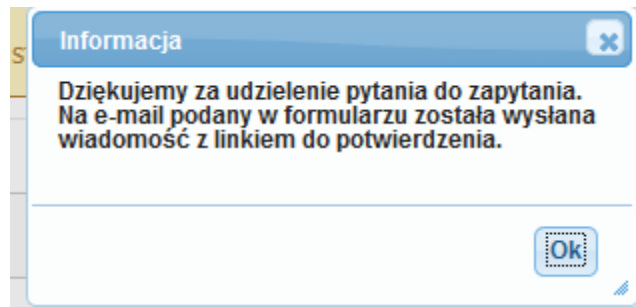 Informacja
Dziękujemy za udzielenie pytania do zapytania.
Na e-mail podany w formularzu została wysłana
wiadomość z linkiem do potwierdzenia.
Ok